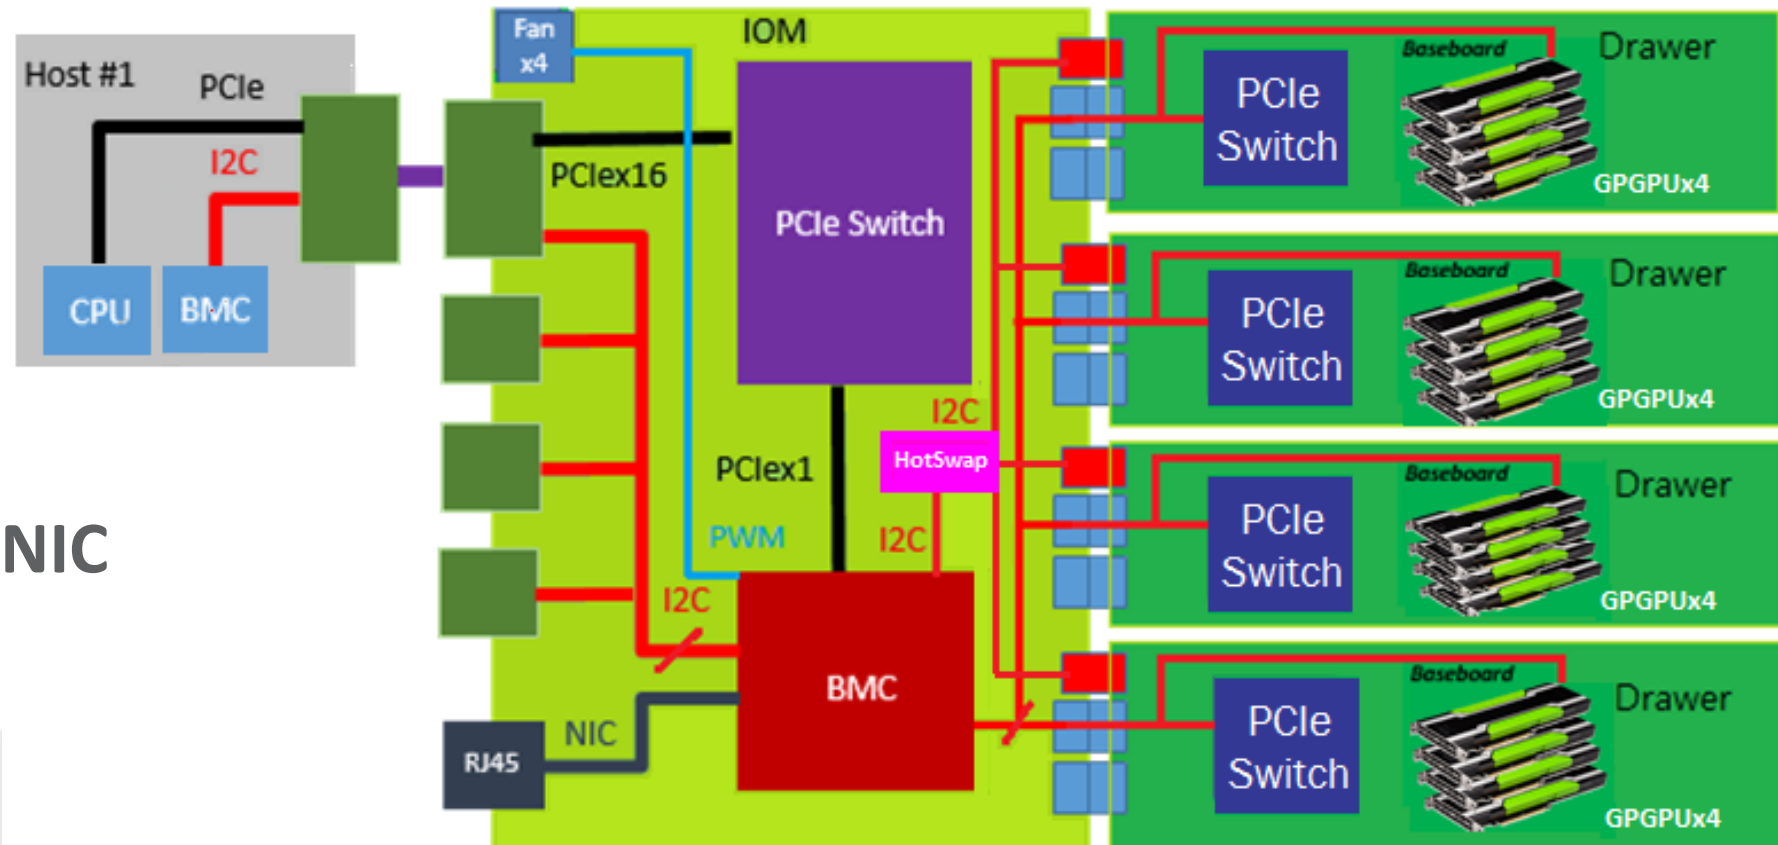 Host #1
PCIe
I2C
CPU
BMC
NIC
Fan
x4
IOM
PCIex16
PCIe Switch
I2C
HotSwap
PCIex1
PWM
I2C
I2C
BMC
NIC
RJ45
Baseboard
Drawer
PCIe
Switch
GPGPUx4
Baseboard
Drawer
PCIe
Switch
GPGPUx4
Baseboard
Drawer
PCIe
Switch
GPGPUx4
Baseboard
Drawer
PCIe
Switch
GPGPUx4